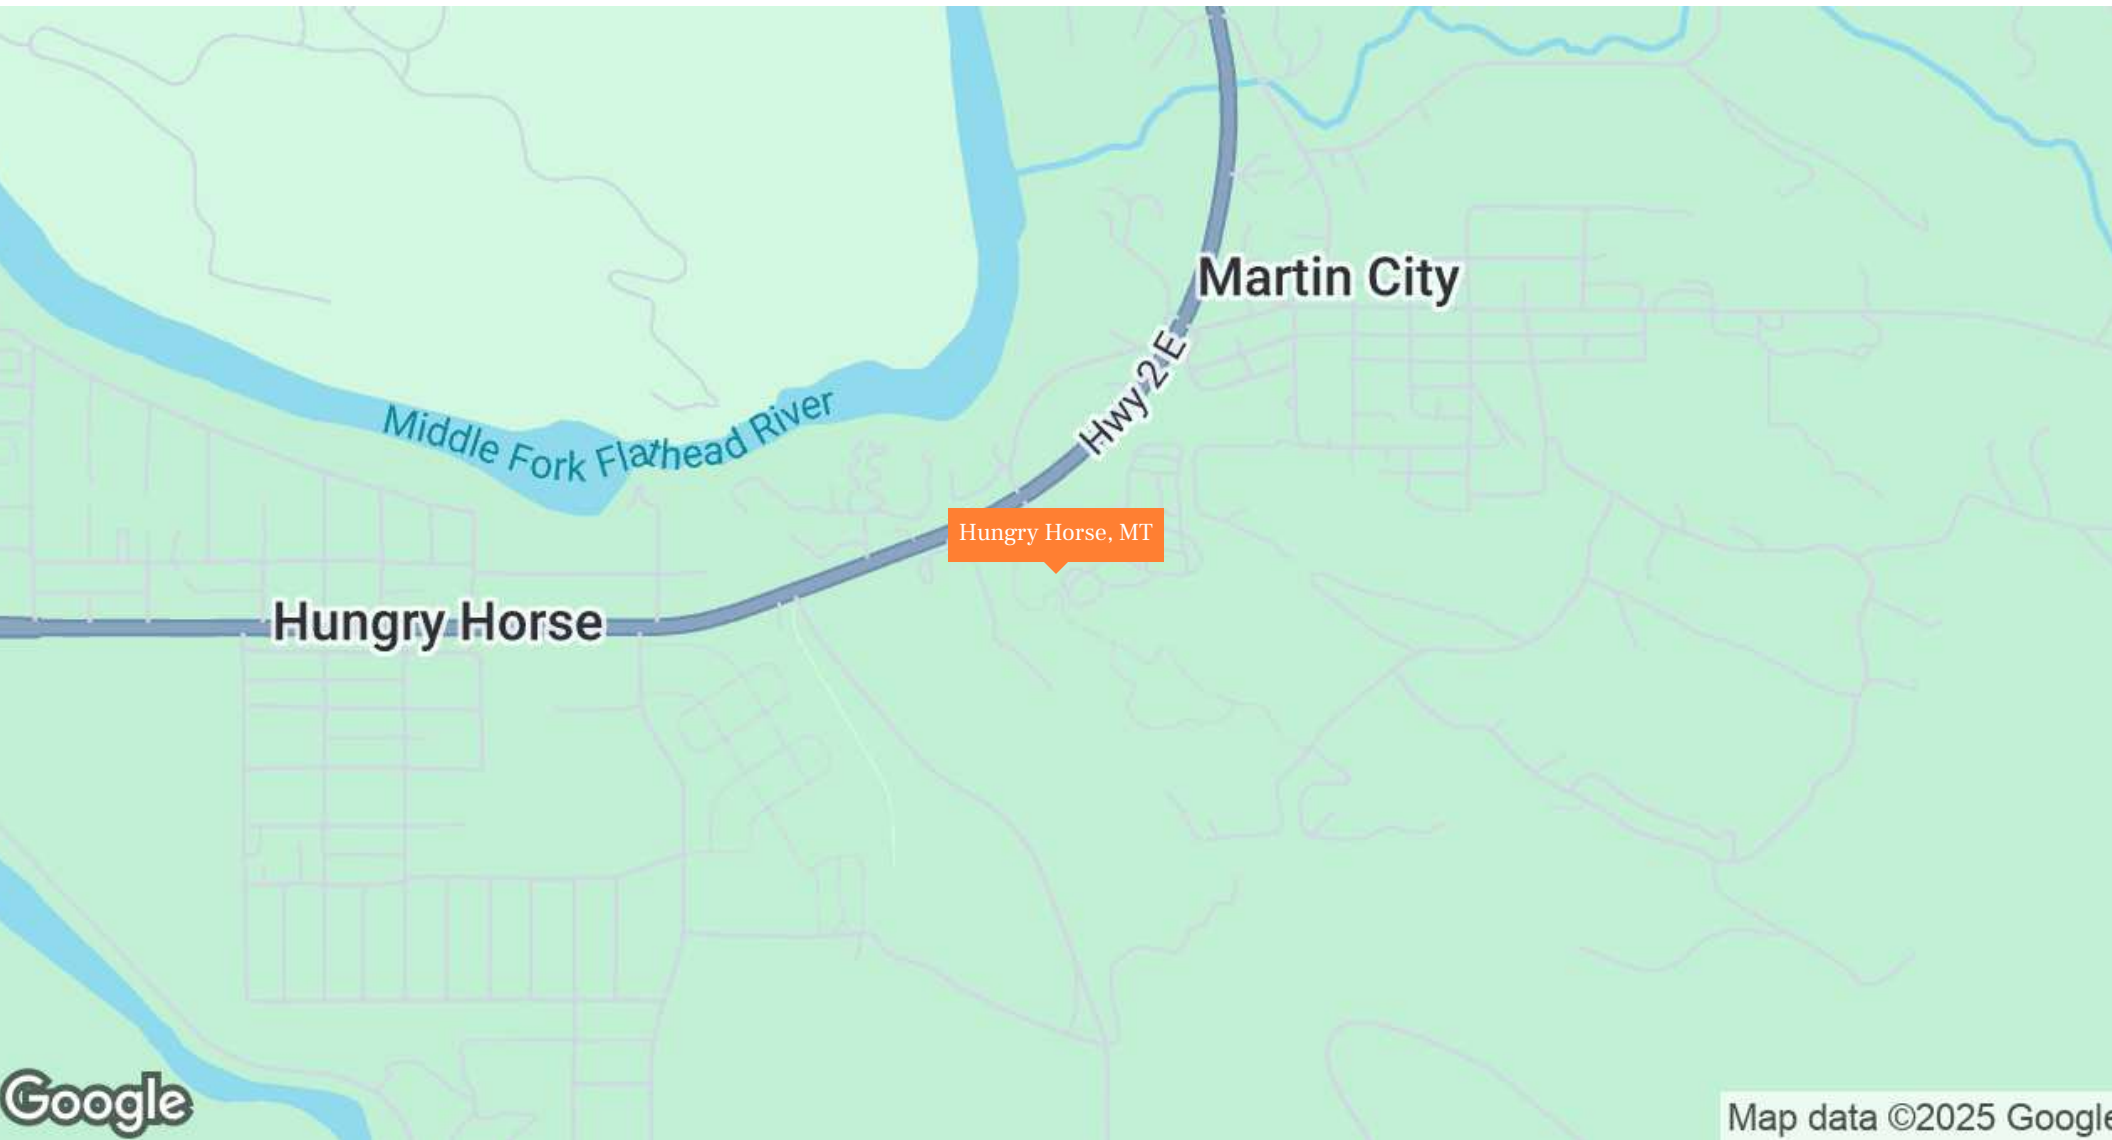 Martin City
Hwy 2 E
Middle Fork Flathead River
Hungry Horse, MT
Hungry Horse
Google
Map data ©2025 Google